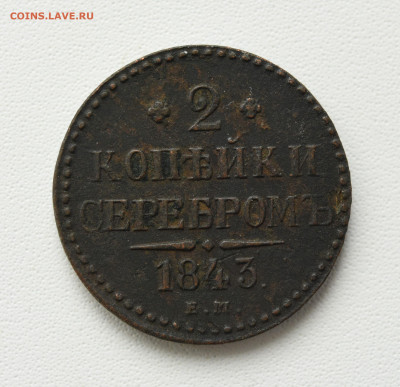 COINS.LAVE.RU
2
КОПѢЙКИ
СЕРЕБРОМЪ
1843.
Е.М.